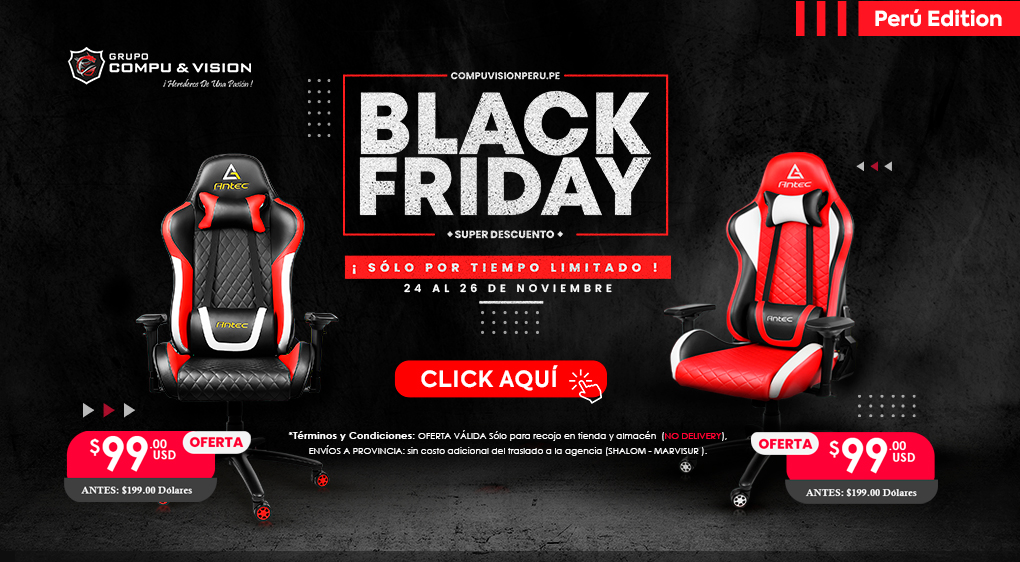 Perú Edition
GRUPO
COMPU & VISION
¡Herederos De Una Pasión!
COMPUVISIONPERU.PE
BLACK
FRIDAY
SUPER DESCUENTO
¡ SÓLO POR TIEMPO LIMITADO !
24 AL 26 DE NOVIEMBRE
Antec
Antec
Antec
Antec
CLICK AQUÍ
*Términos y Condiciones: OFERTA VÁLIDA Sólo para recojo en tienda y almacén (NO DELIVERY),
ENVÍOS A PROVINCIA: sin costo adicional del traslado a la agencia (SHALOM - MARVISUR ).
OFERTA
$99.00 USD
ANTES: $199.00 Dólares
OFERTA
$99.00 USD
ANTES: $199.00 Dólares